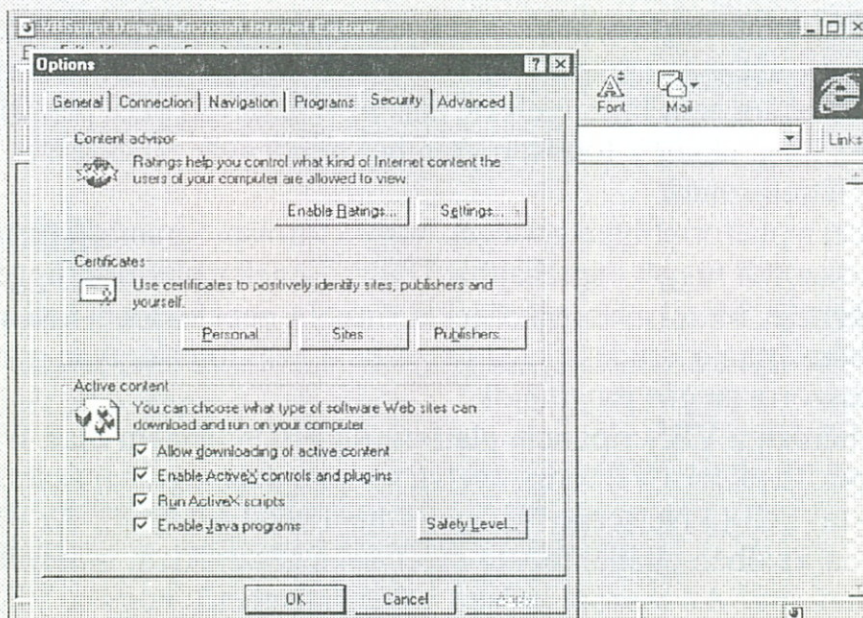 VBScript Demo - Microsoft Internet Explorer
Options
General Connection Navigation Programs Security Advanced
Font Mail
Links
Content advisor
Ratings help you control what kind of Internet content the
users of your computer are allowed to view.
Enable Ratings... Settings...
Certificates
Use certificates to positively identify sites, publishers and
yourself.
Personal Sites Publishers
Active content
You can choose what type of software Web sites can
download and run on your computer
Allow downloading of active content
Enable ActiveX controls and plug-ins
Run ActiveX scripts
Enable Java programs
Safety Level...
OK Cancel Apply